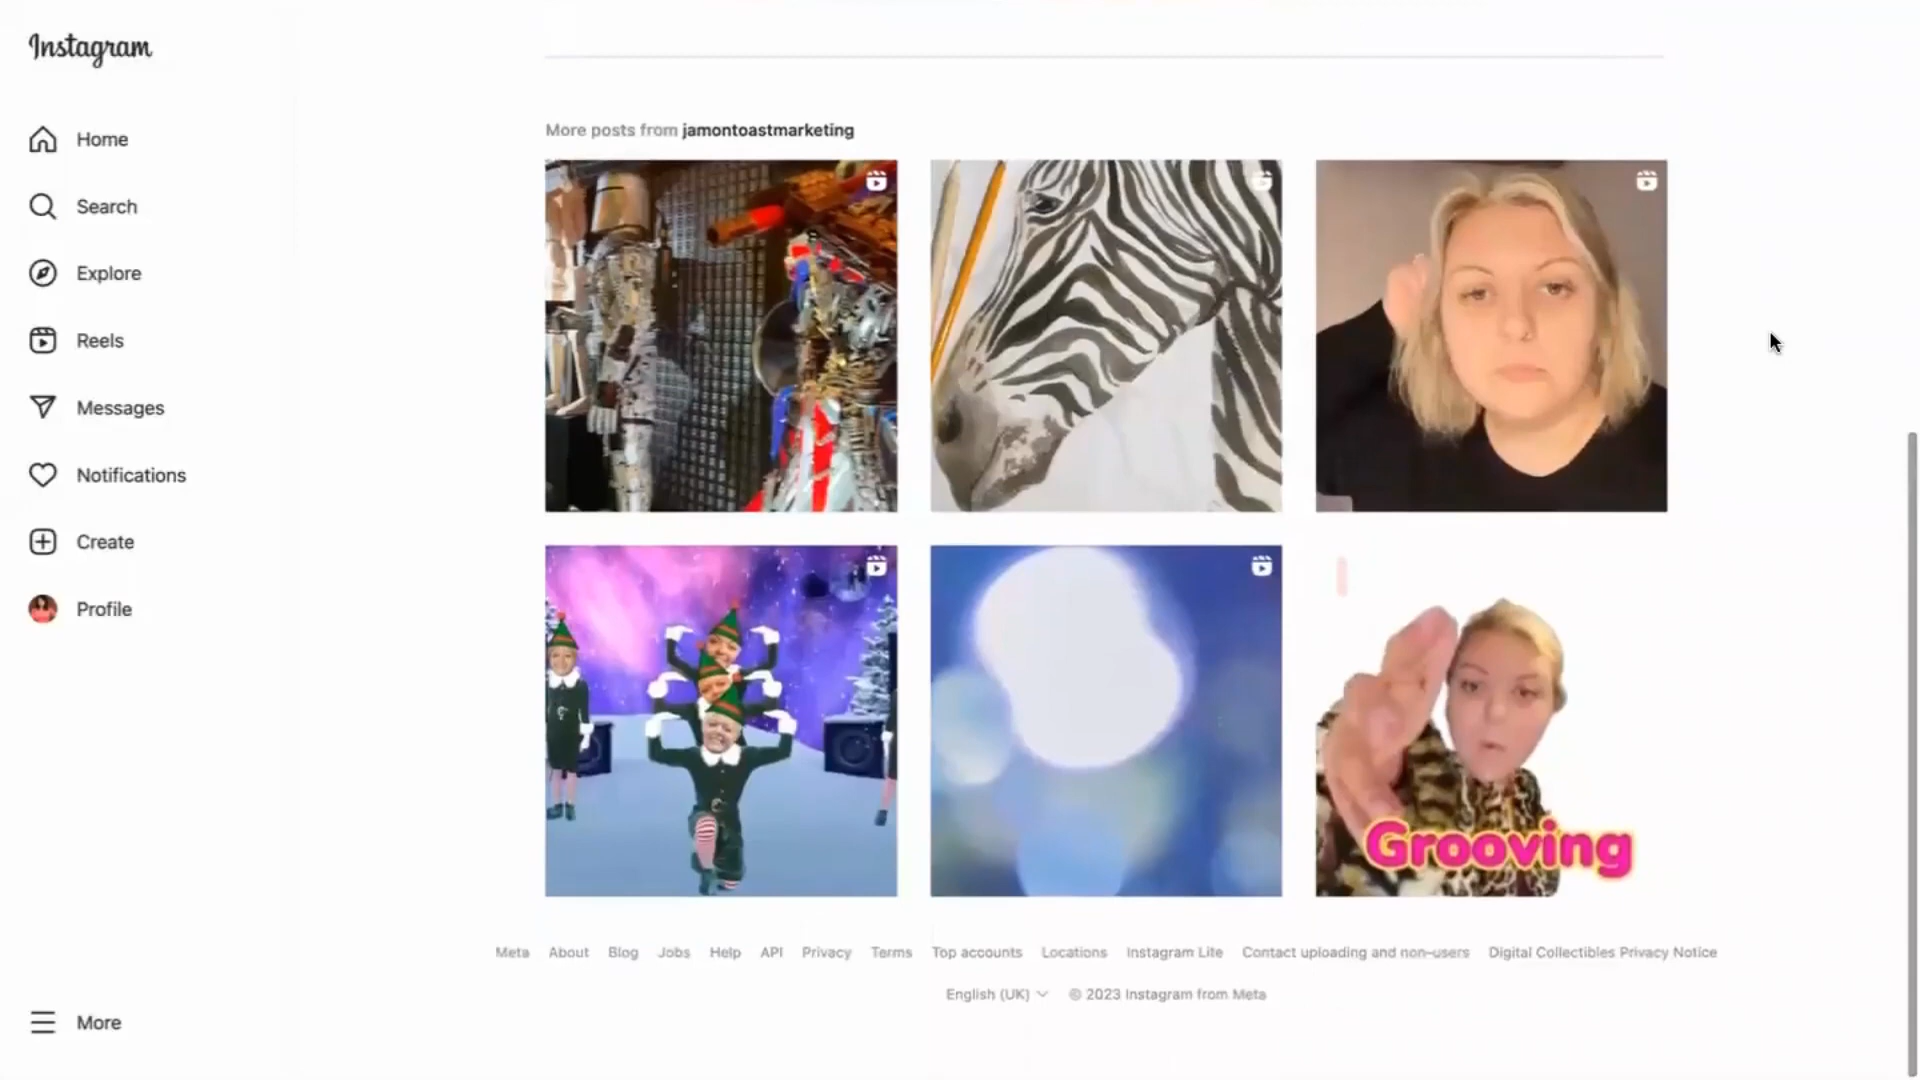 Instagram
Home
Search
Explore
Reels
Messages
Notifications
Create
Profile
More
More posts from jamontoastmarketing
Grooving
Meta About Blog Jobs Help API Privacy Terms Top accounts Locations Instagram Lite Contact uploading and non-users Digital Collectibles Privacy Notice
English (UK) © 2023 Instagram from Meta